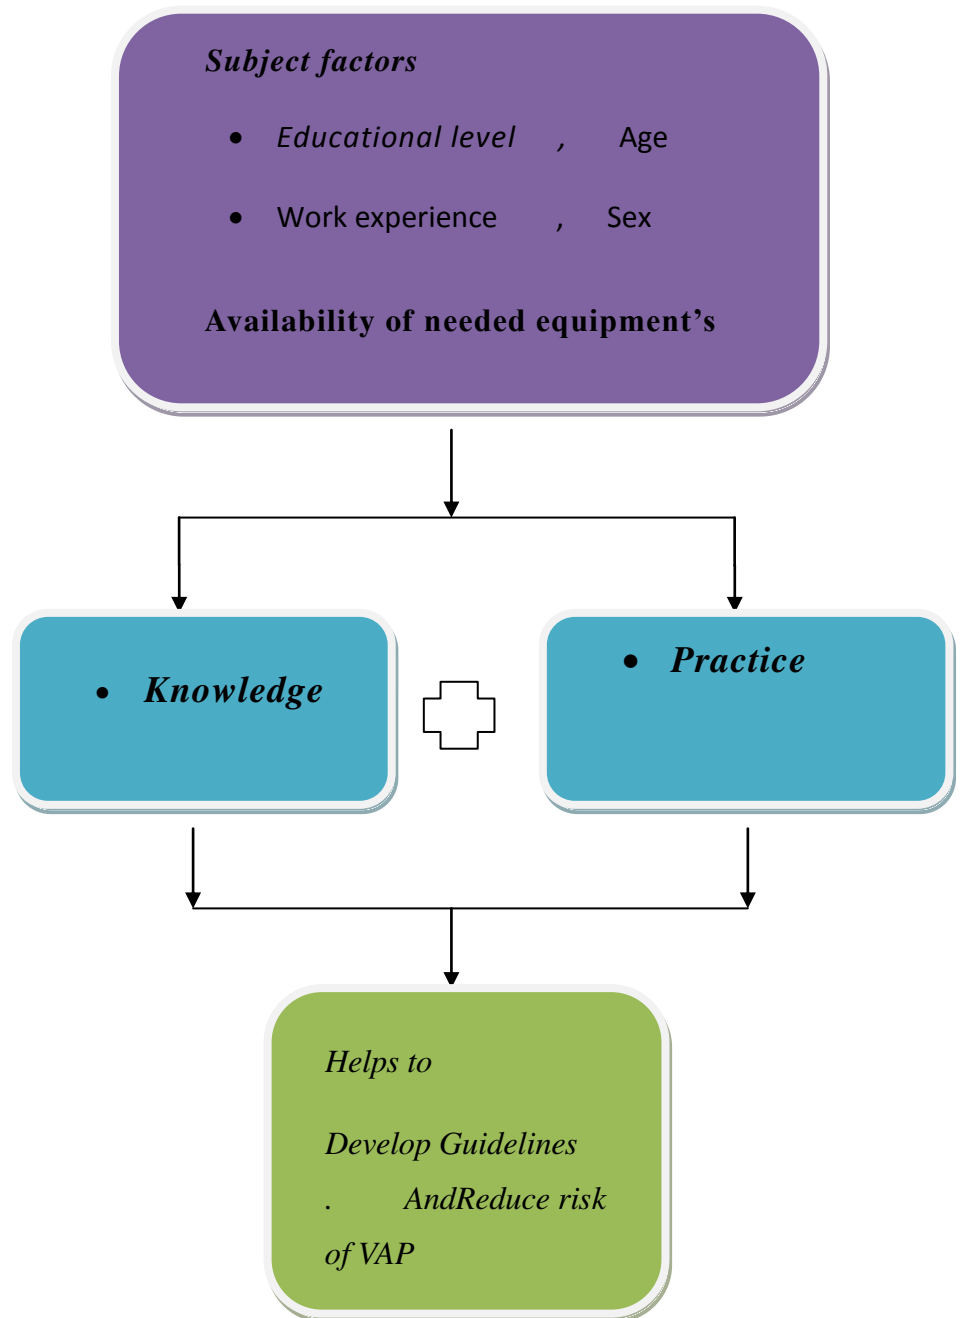 Subject factors
• Educational level , Age
• Work experience , Sex
Availability of needed equipment’s
• Knowledge
• Practice
Helps to
Develop Guidelines
. AndReduce risk
of VAP